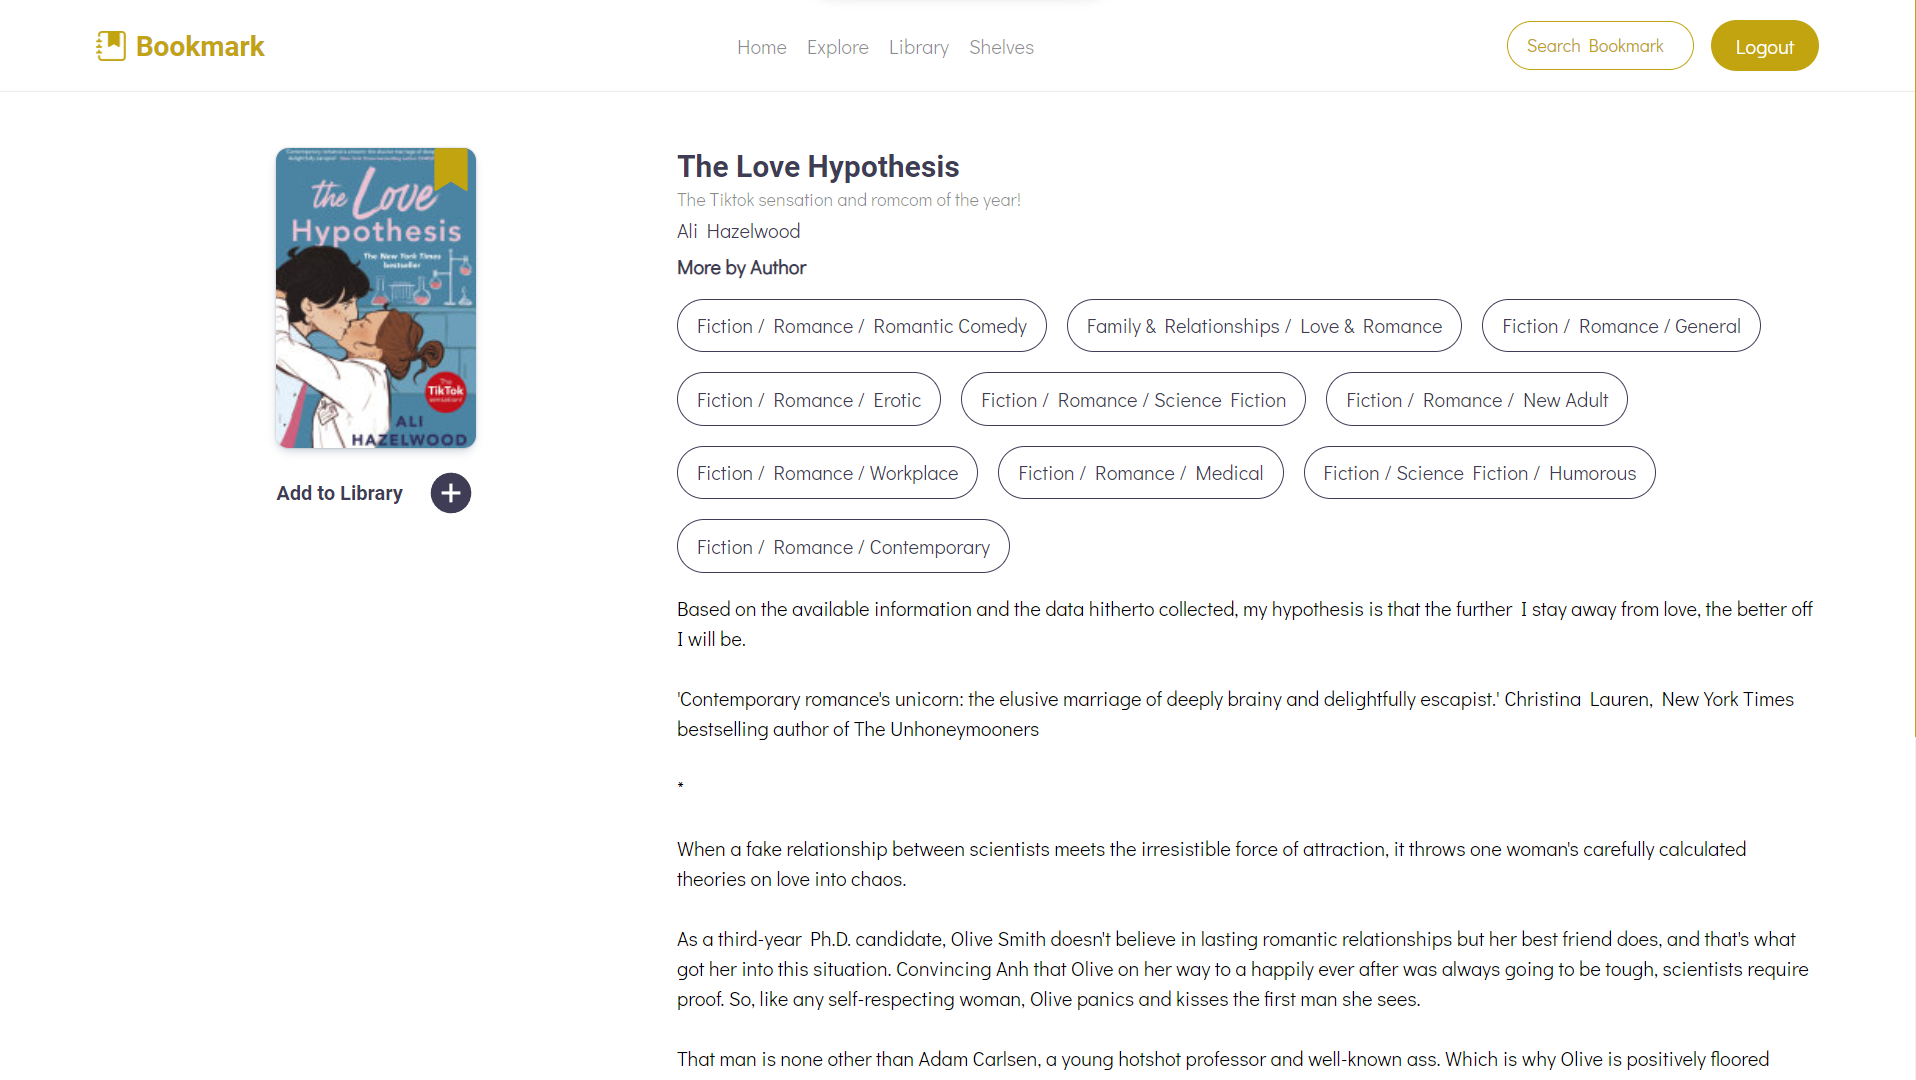 Bookmark
Home Explore Library Shelves
Search Bookmark
Logout
the Love
Hypothesis
The New York Times
bestseller
The
TikTok
sensation!
ALI
HAZELWOOD
Add to Library
The Love Hypothesis
The Tiktok sensation and romcom of the year!
Ali Hazelwood
More by Author
Fiction / Romance / Romantic Comedy
Family & Relationships / Love & Romance
Fiction / Romance / General
Fiction / Romance / Erotic
Fiction / Romance / Science Fiction
Fiction / Romance / New Adult
Fiction / Romance / Workplace
Fiction / Romance / Medical
Fiction / Science Fiction / Humorous
Fiction / Romance / Contemporary
Based on the available information and the data hitherto collected, my hypothesis is that the further I stay away from love, the better off
I will be.
'Contemporary romance's unicorn: the elusive marriage of deeply brainy and delightfully escapist.' Christina Lauren, New York Times
bestselling author of The Unhoneymooners
*
When a fake relationship between scientists meets the irresistible force of attraction, it throws one woman's carefully calculated
theories on love into chaos.
As a third-year Ph.D. candidate, Olive Smith doesn't believe in lasting romantic relationships but her best friend does, and that's what
got her into this situation. Convincing Anh that Olive on her way to a happily ever after was always going to be tough, scientists require
proof. So, like any self-respecting woman, Olive panics and kisses the first man she sees.
That man is none other than Adam Carlsen, a young hotshot professor and well-known ass. Which is why Olive is positively floored